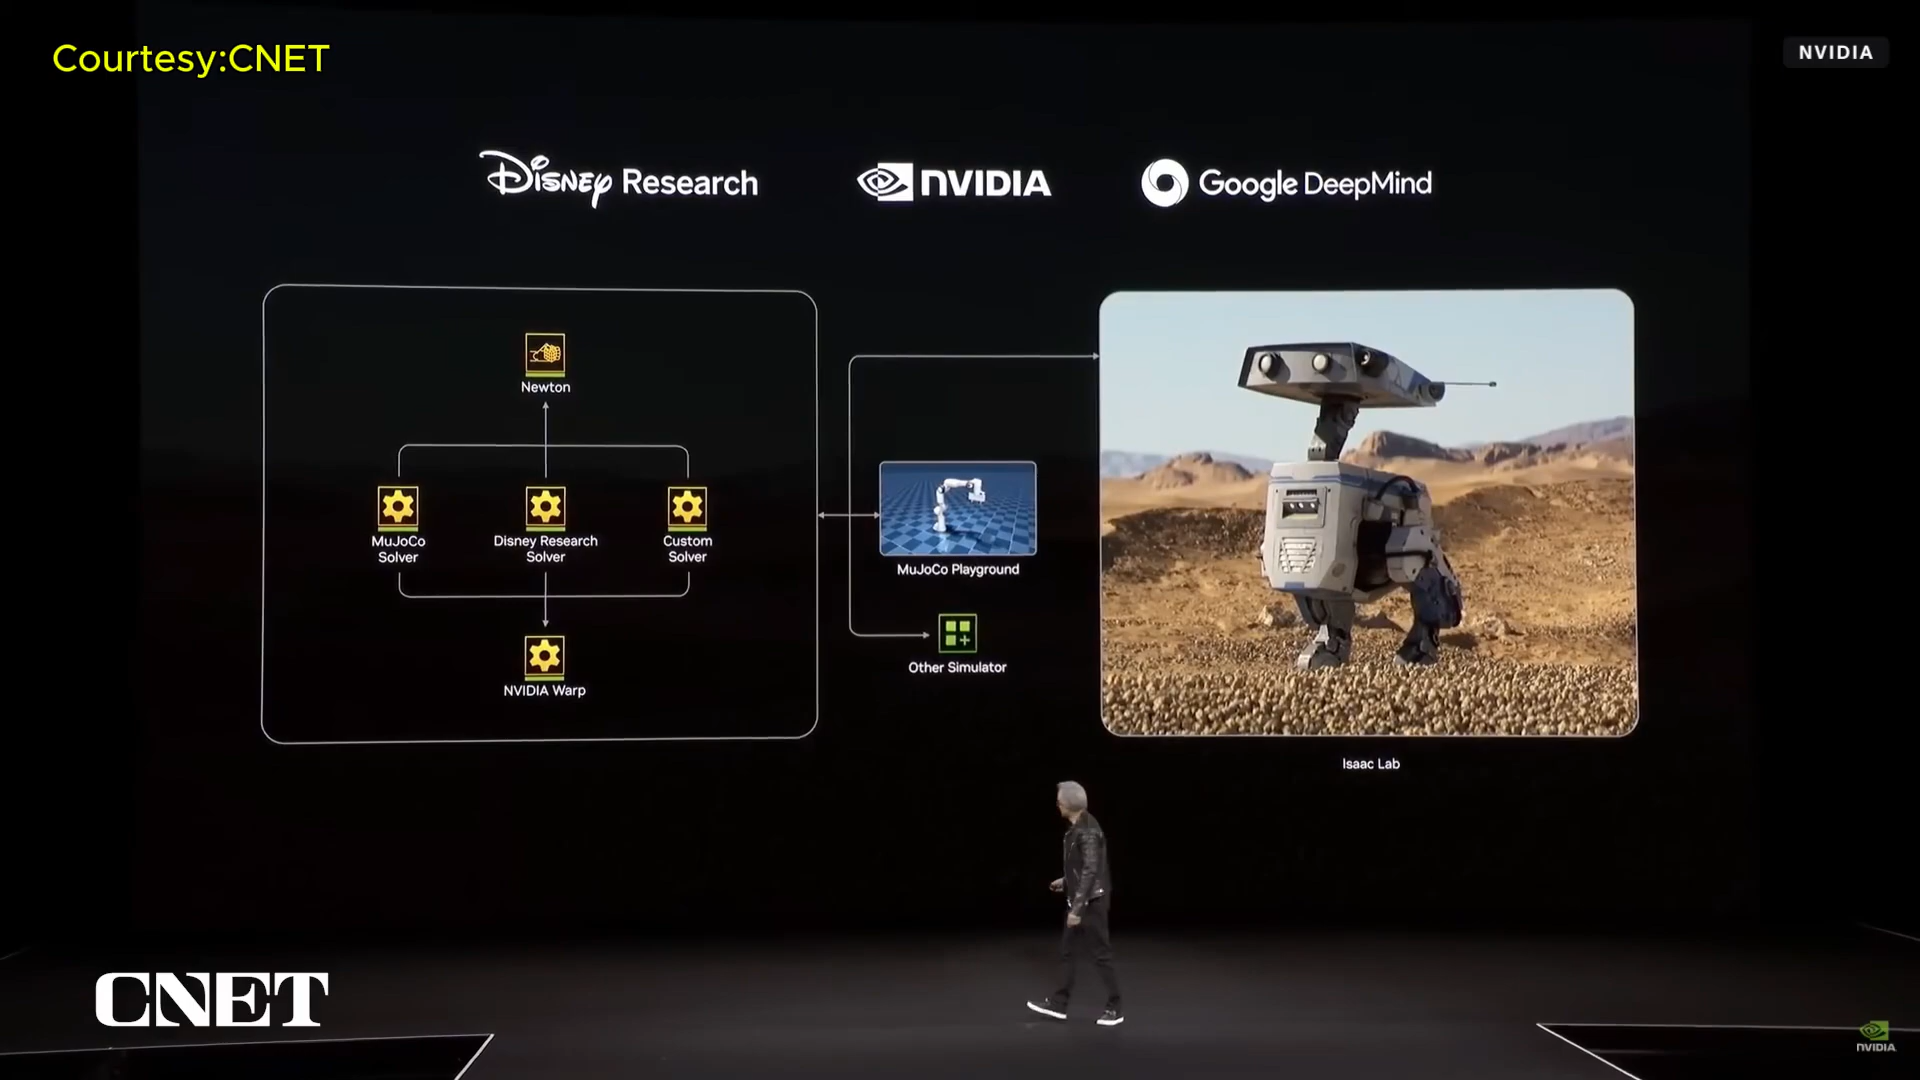 Courtesy:CNET
NVIDIA
Disney Research
NVIDIA
Google DeepMind
Newton
MuJoCo
Solver
Disney Research
Solver
Custom
Solver
NVIDIA Warp
MuJoCo Playground
Other Simulator
Isaac Lab
CNET
NVIDIA